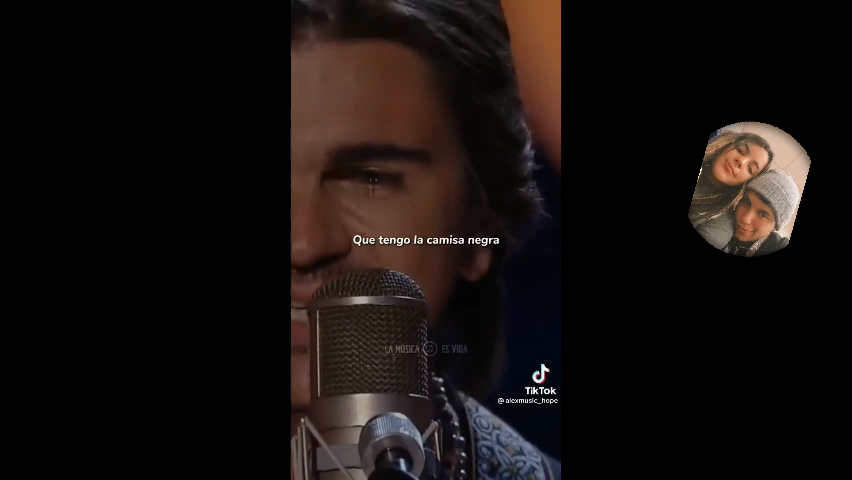 Que tengo la camisa negra
LA MÚSICA ES VIDA
TikTok
@alexmusic_hope